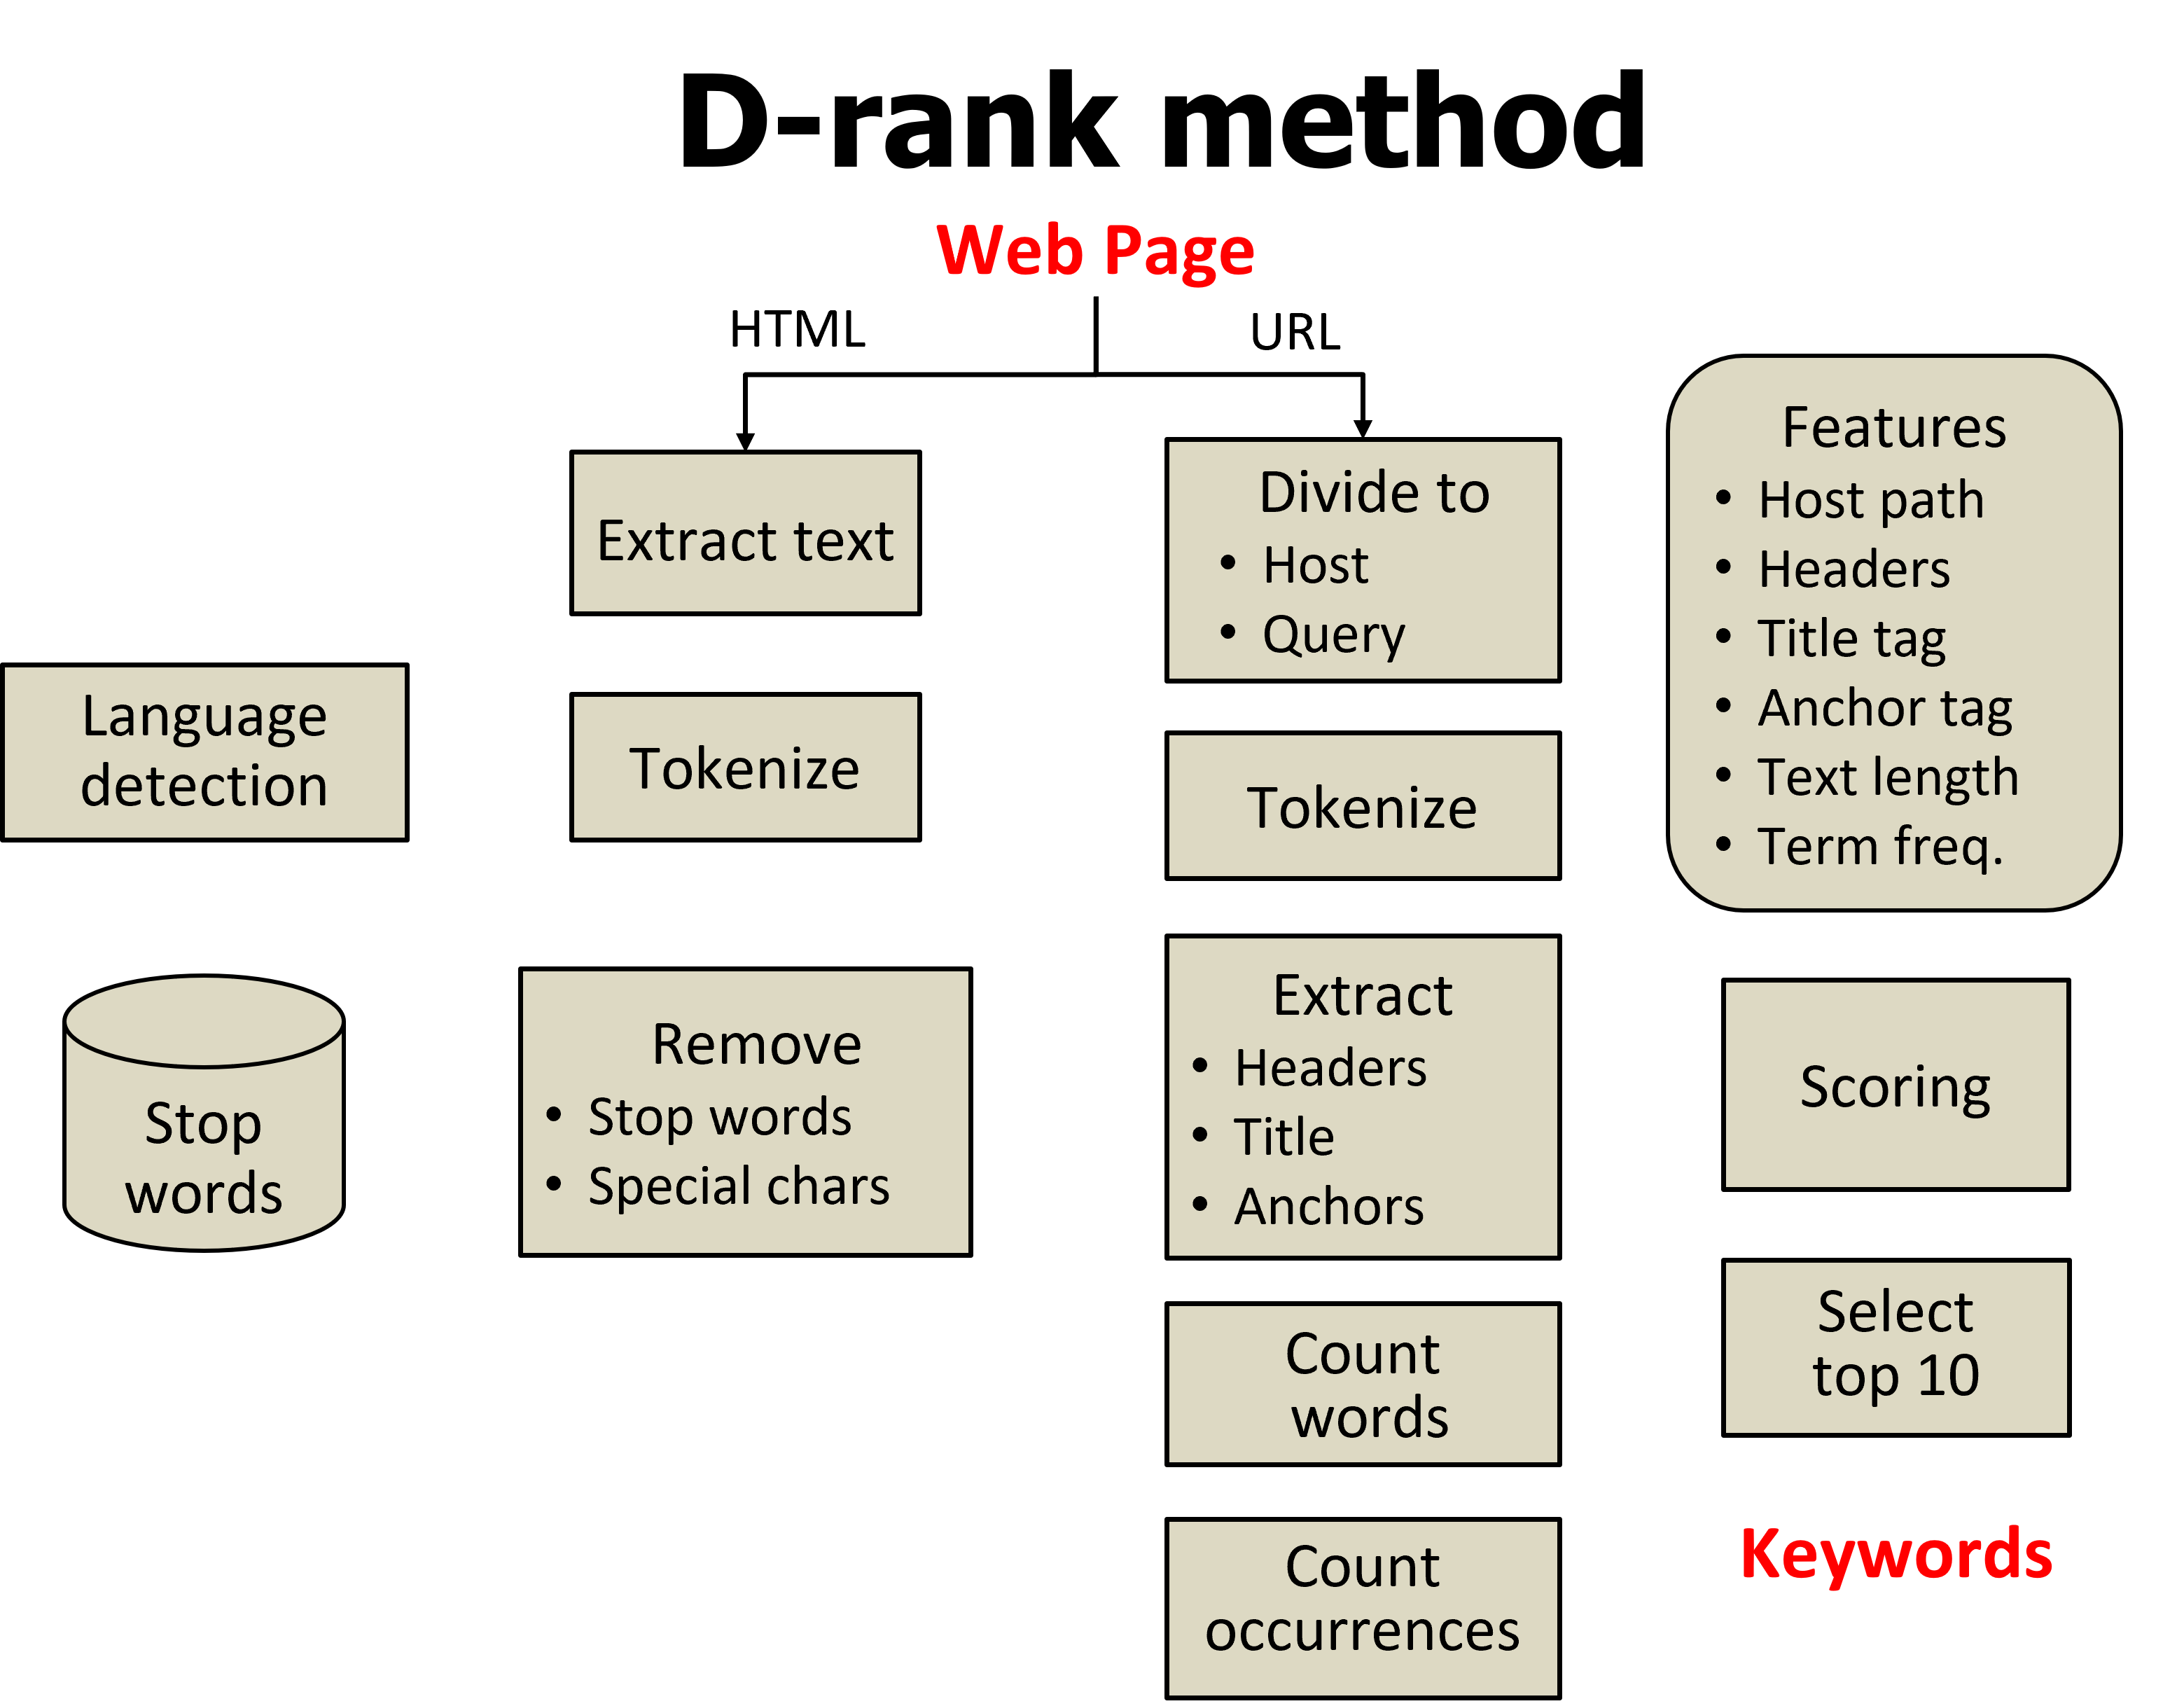 D-rank method
Web Page
HTML
URL
Extract text
Divide to
• Host
• Query
Features
• Host path
• Headers
• Title tag
• Anchor tag
• Text length
• Term freq.
Language
detection
Tokenize
Tokenize
Stop
words
Remove
• Stop words
• Special chars
Extract
• Headers
• Title
• Anchors
Scoring
Count
words
Select
top 10
Count
occurrences
Keywords